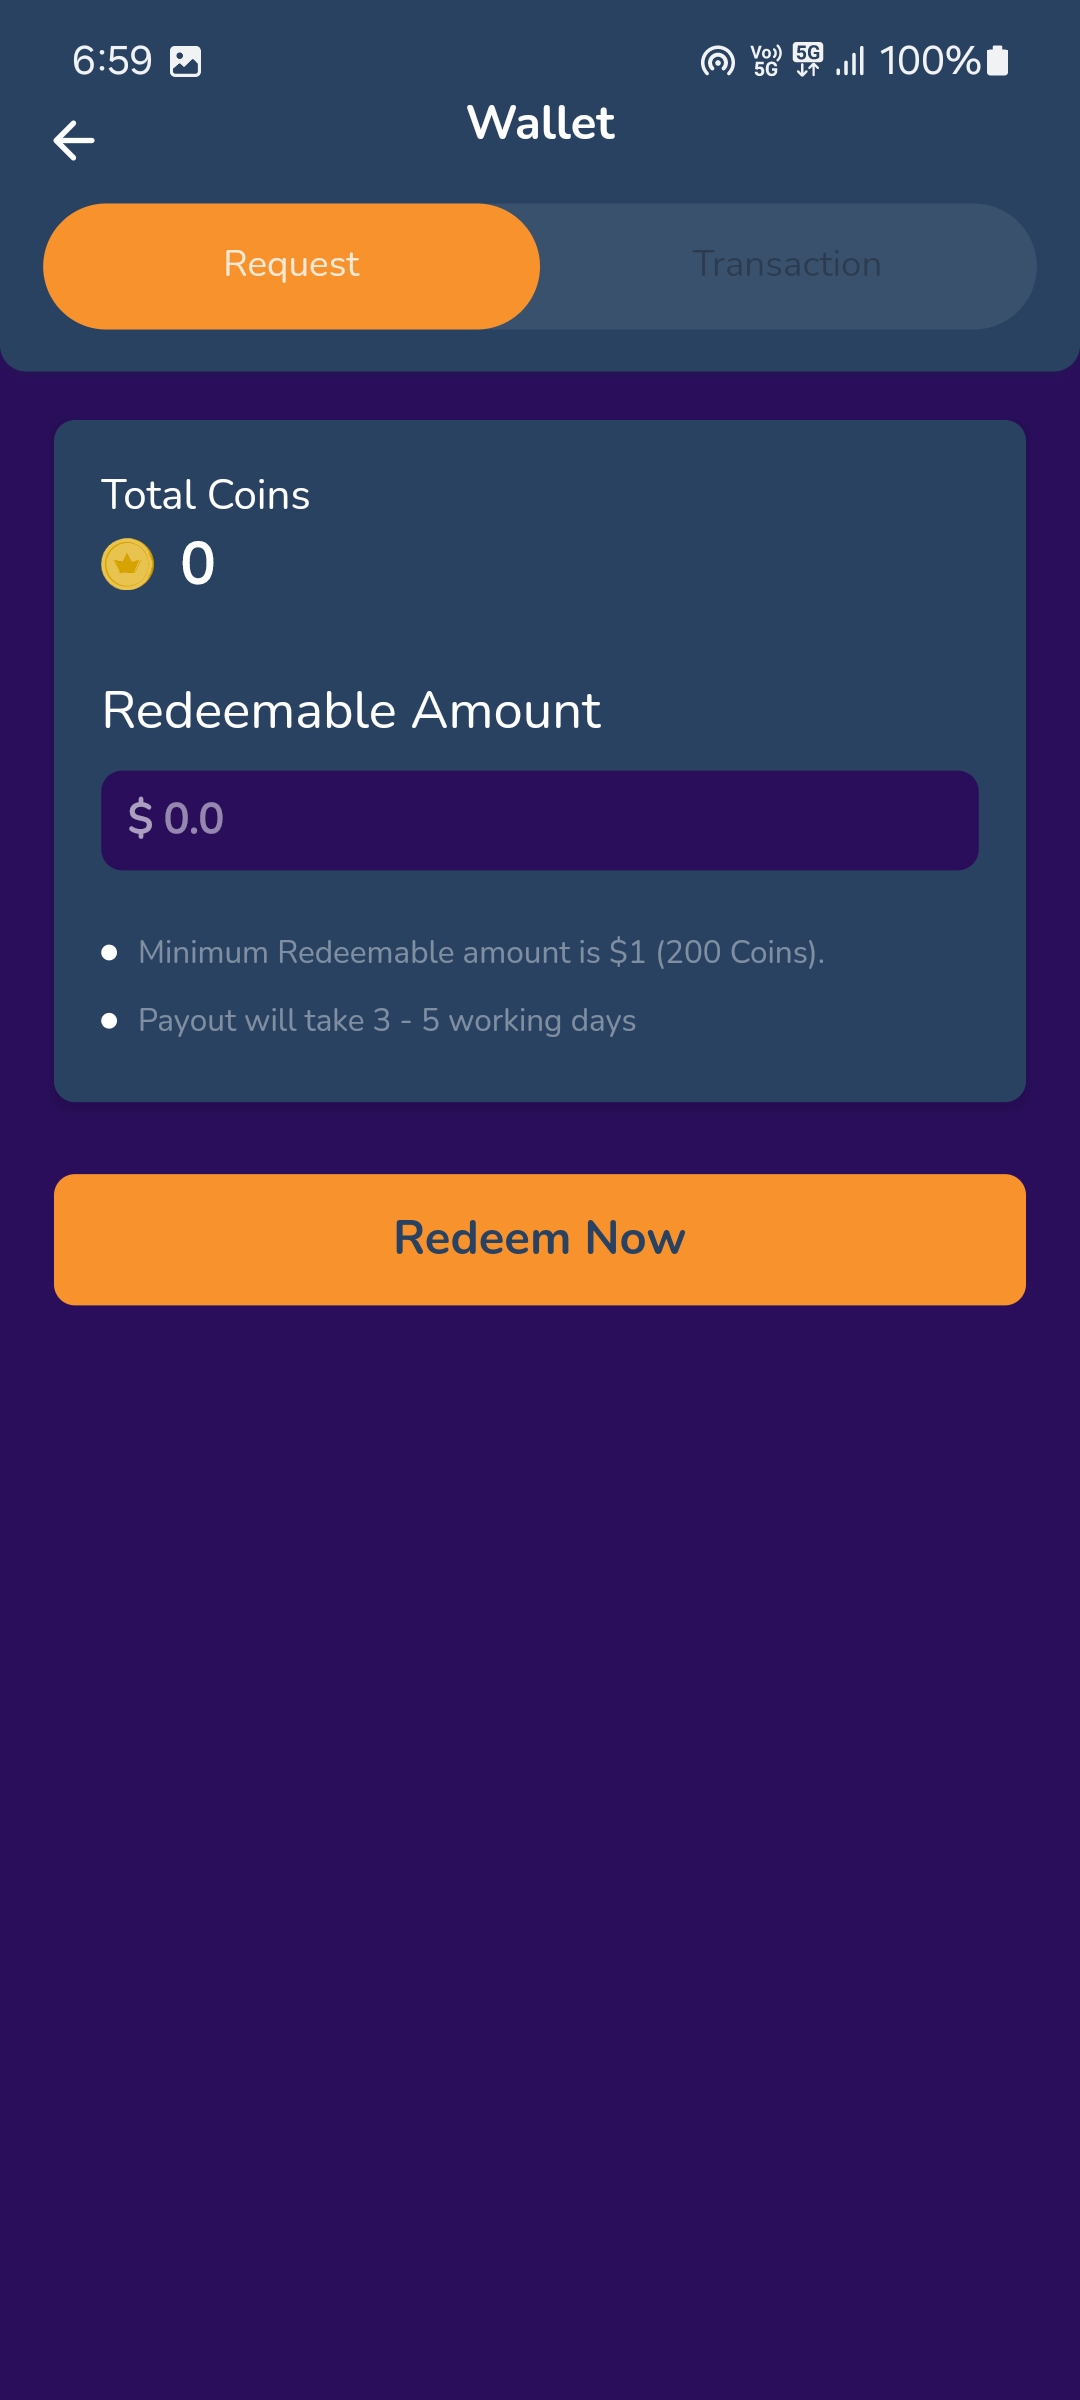 6:59
Vo)) 5G 5G 100%
Wallet
Request
Transaction
Total Coins
0
Redeemable Amount
$ 0.0
Minimum Redeemable amount is $1 (200 Coins).
Payout will take 3 - 5 working days
Redeem Now